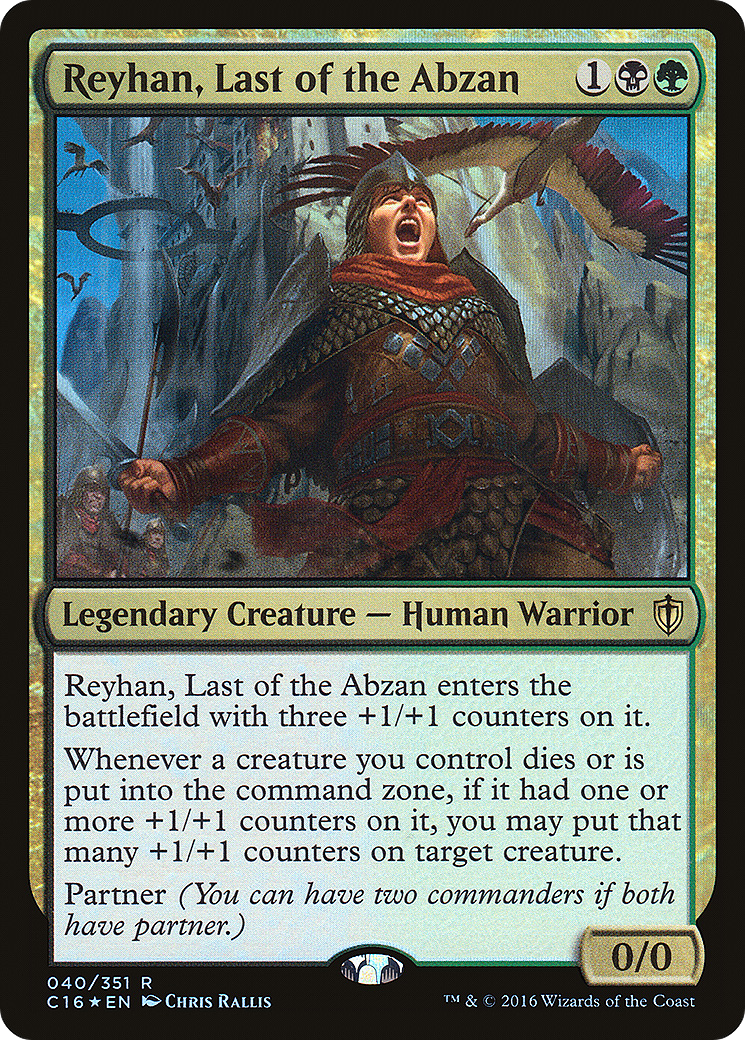 Reyhan, Last of the Abzan 1
Legendary Creature — Human Warrior
Reyhan, Last of the Abzan enters the
battlefield with three +1/+1 counters on it.
Whenever a creature you control dies or is
put into the command zone, if it had one or
more +1/+1 counters on it, you may put that
many +1/+1 counters on target creature.
Partner (You can have two commanders if both
have partner.)
0/0
040/351 R
C16★EN Chris Rallis
™ & © 2016 Wizards of the Coast